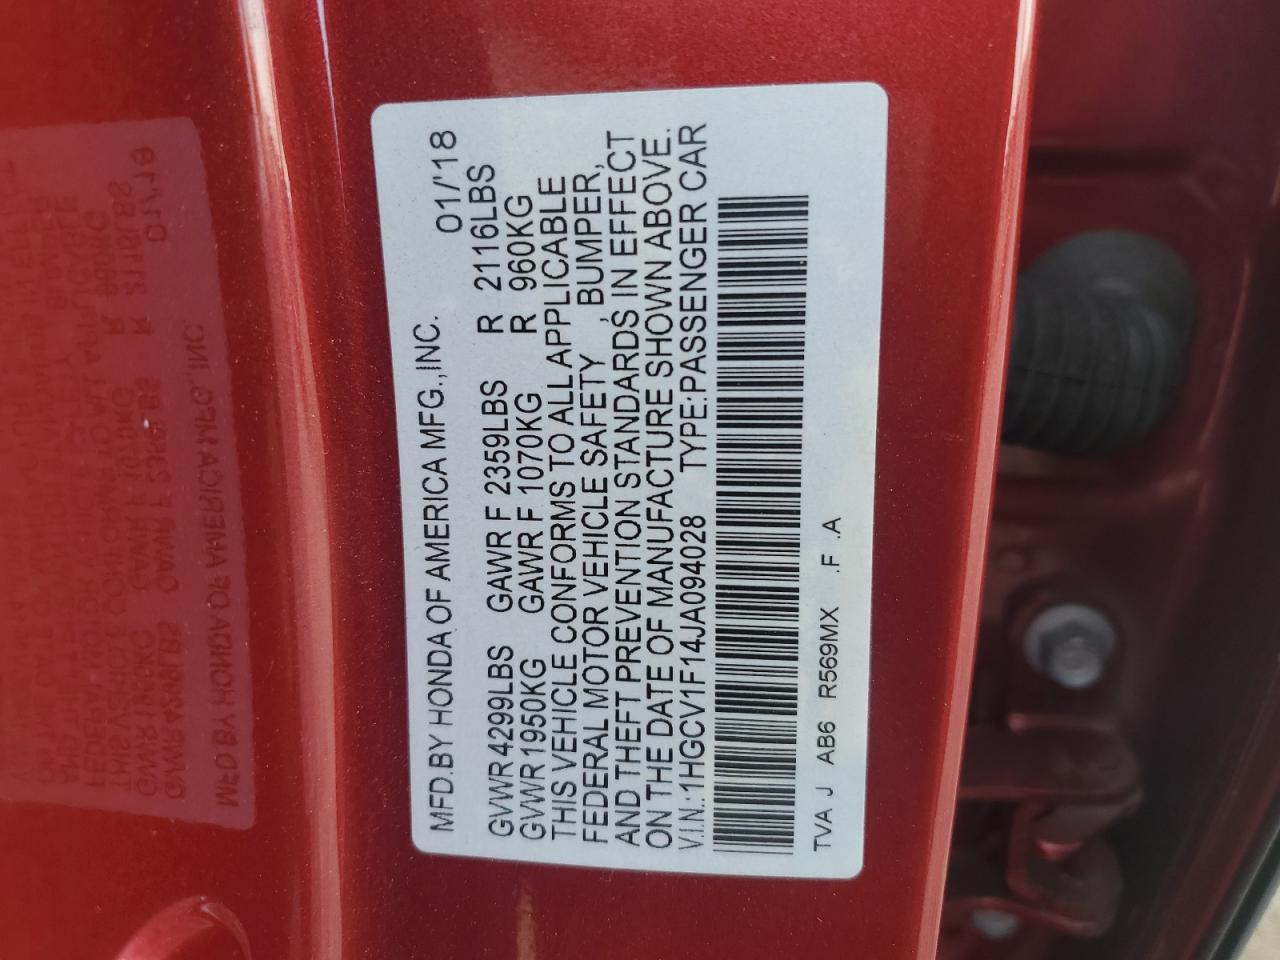 MFD.BY HONDA OF AMERICA MFG.,INC. 01/'18
GVWR 4299LBS GAWR F 2359LBS R 2116LBS
GVWR 1950KG GAWR F 1070KG R 960KG
THIS VEHICLE CONFORMS TO ALL APPLICABLE
FEDERAL MOTOR VEHICLE SAFETY , BUMPER,
AND THEFT PREVENTION STANDARDS IN EFFECT
ON THE DATE OF MANUFACTURE SHOWN ABOVE.
V.I.N.:1HGCV1F14JA094028 TYPE:PASSENGER CAR
TVA J AB6 R569MX .F .A